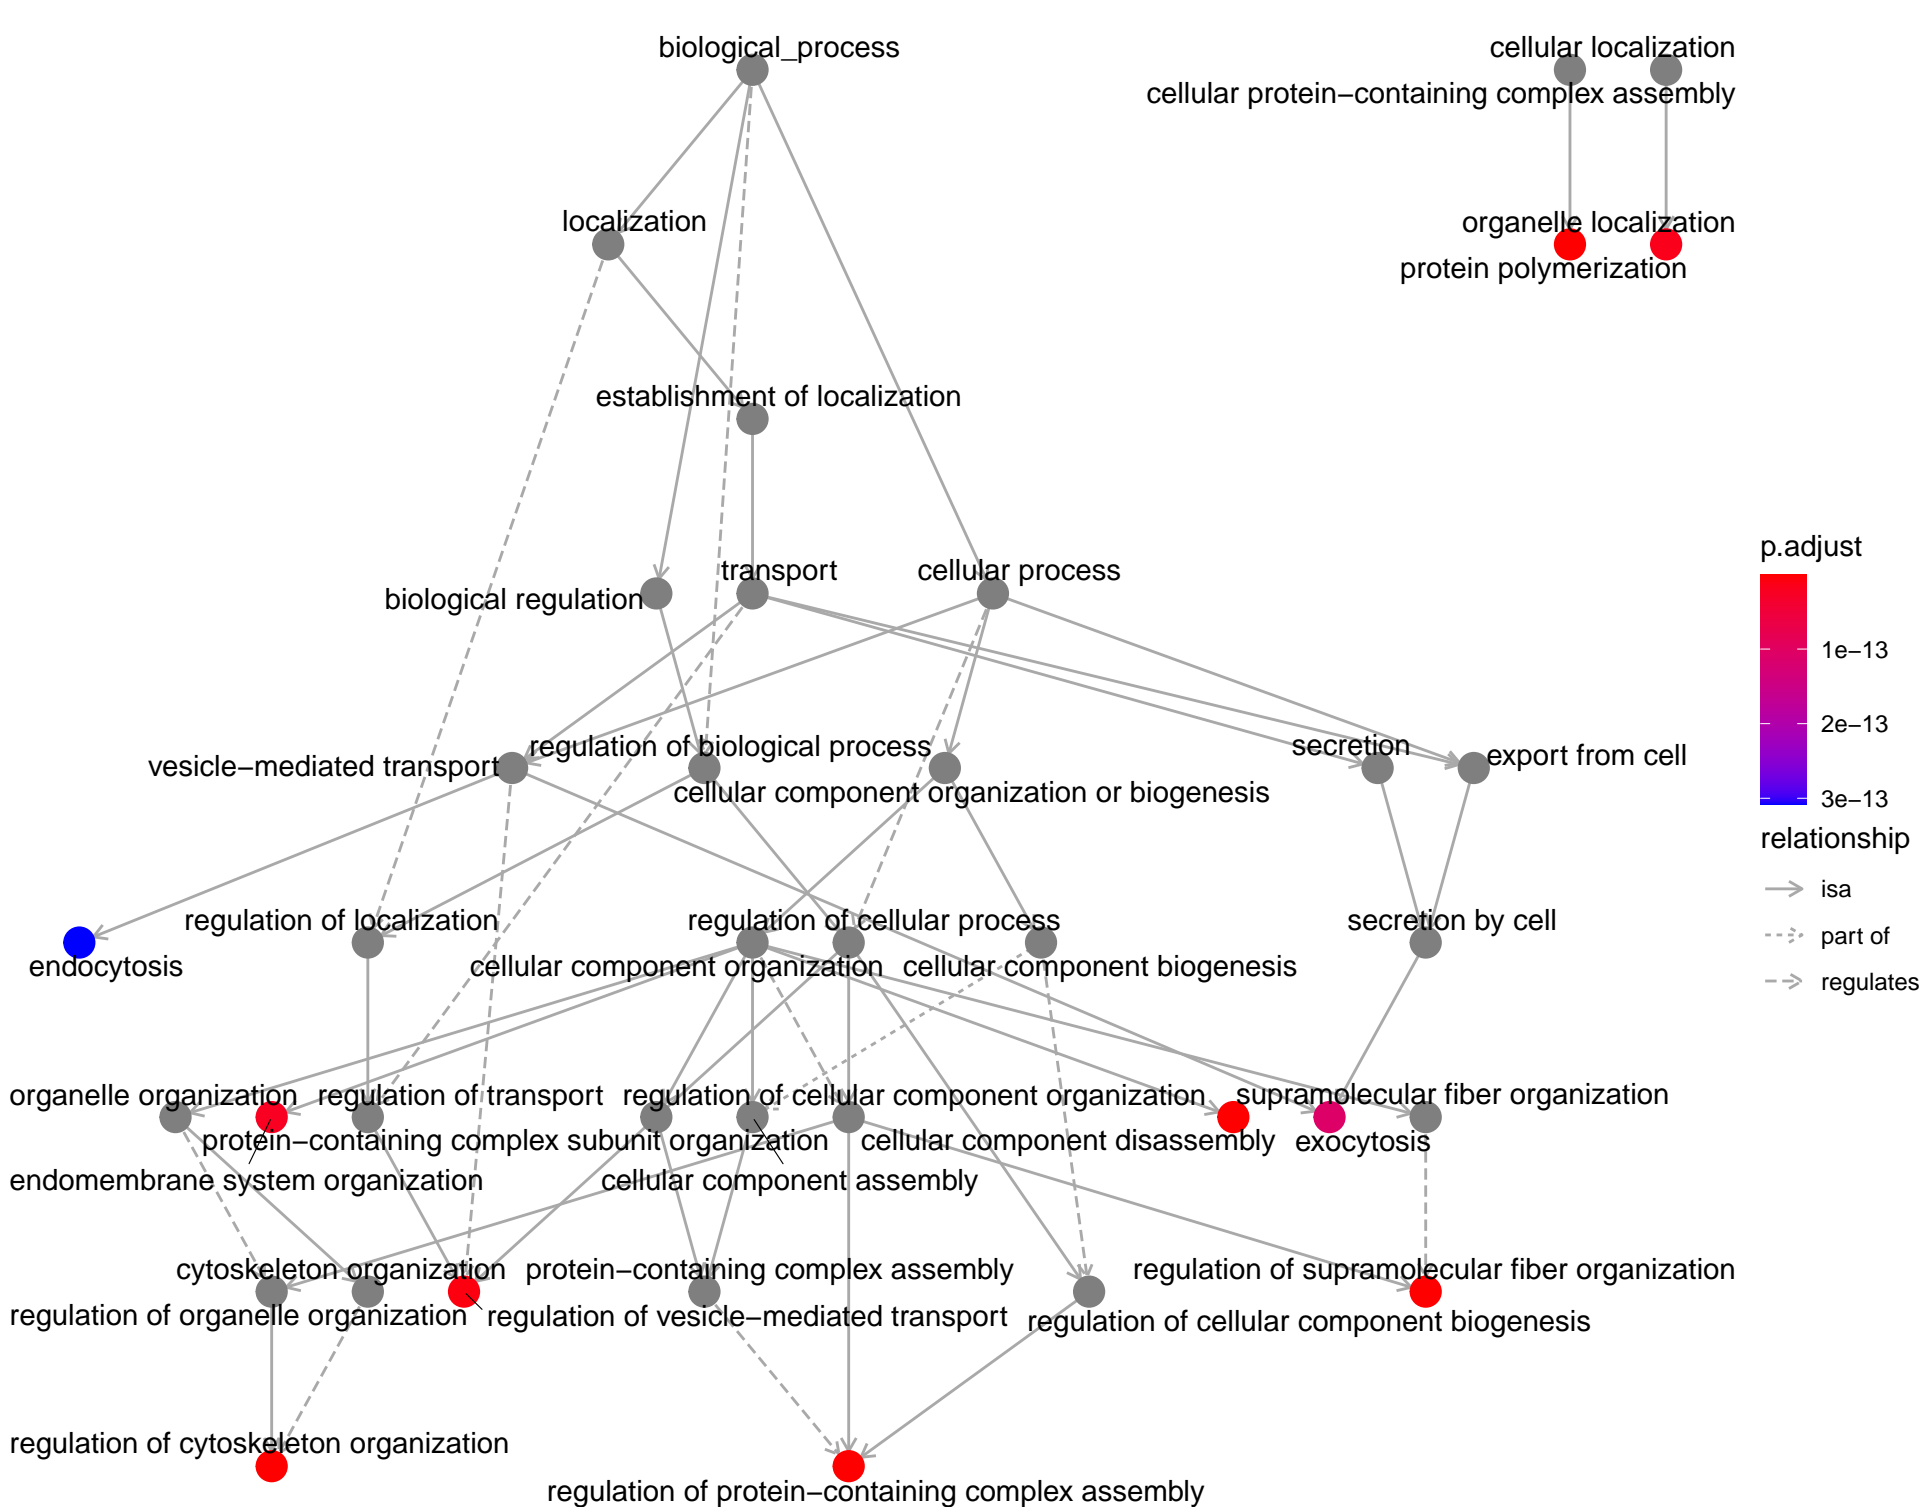 biological_process
cellular localization
cellular protein−containing complex assembly
localization
organelle localization
protein polymerization
establishment of localization
p.adjust
1e−13
2e−13
3e−13
transport
cellular process
biological regulation
regulation of biological process
secretion
export from cell
vesicle−mediated transport
cellular component organization or biogenesis
relationship
isa
part of
regulates
regulation of localization
regulation of cellular process
secretion by cell
endocytosis
cellular component organization
cellular component biogenesis
organelle organization
regulation of transport
regulation of cellular component organization
supramolecular fiber organization
protein−containing complex subunit organization
cellular component disassembly
exocytosis
endomembrane system organization
cellular component assembly
cytoskeleton organization
protein−containing complex assembly
regulation of supramolecular fiber organization
regulation of organelle organization
regulation of vesicle−mediated transport
regulation of cellular component biogenesis
regulation of cytoskeleton organization
regulation of protein−containing complex assembly